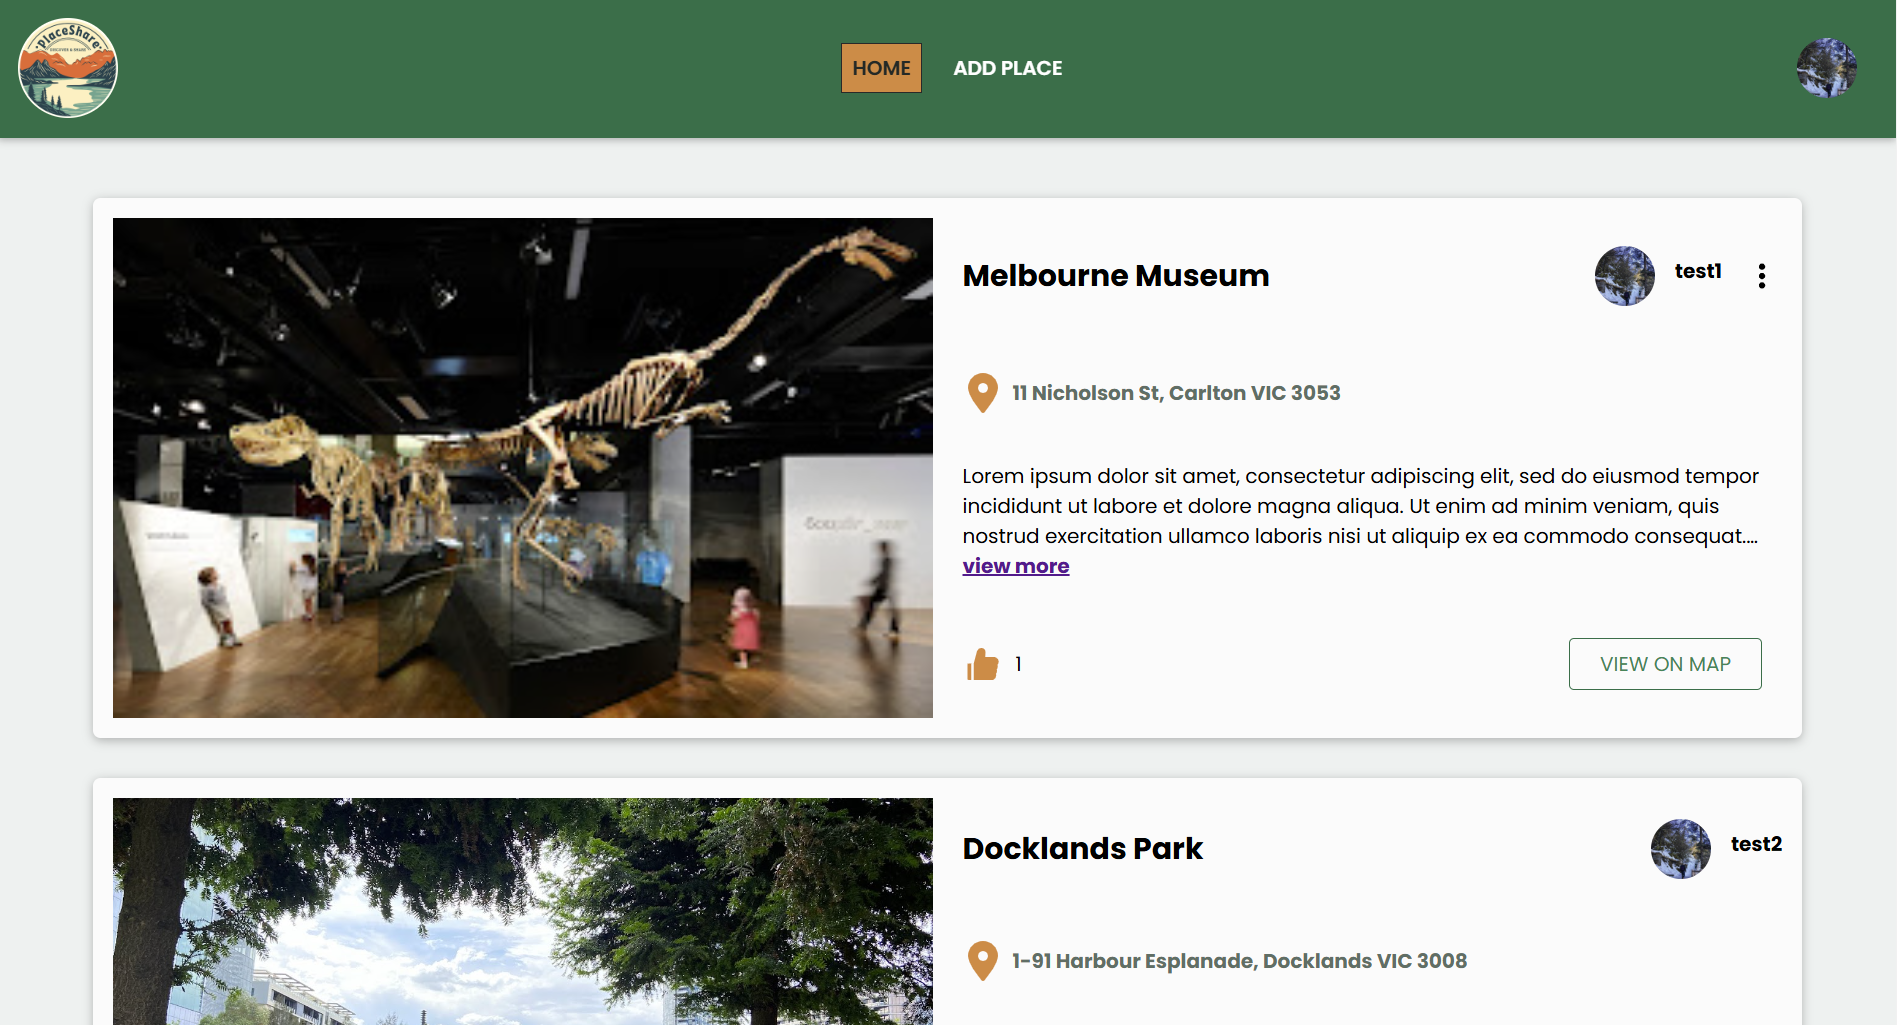 PlaceShare
DISCOVER & SHARE
HOME
ADD PLACE
Melbourne Museum
test1
11 Nicholson St, Carlton VIC 3053
Lorem ipsum dolor sit amet, consectetur adipiscing elit, sed do eiusmod tempor
incididunt ut labore et dolore magna aliqua. Ut enim ad minim veniam, quis
nostrud exercitation ullamco laboris nisi ut aliquip ex ea commodo consequat....
view more
1
VIEW ON MAP
Docklands Park
test2
1-91 Harbour Esplanade, Docklands VIC 3008